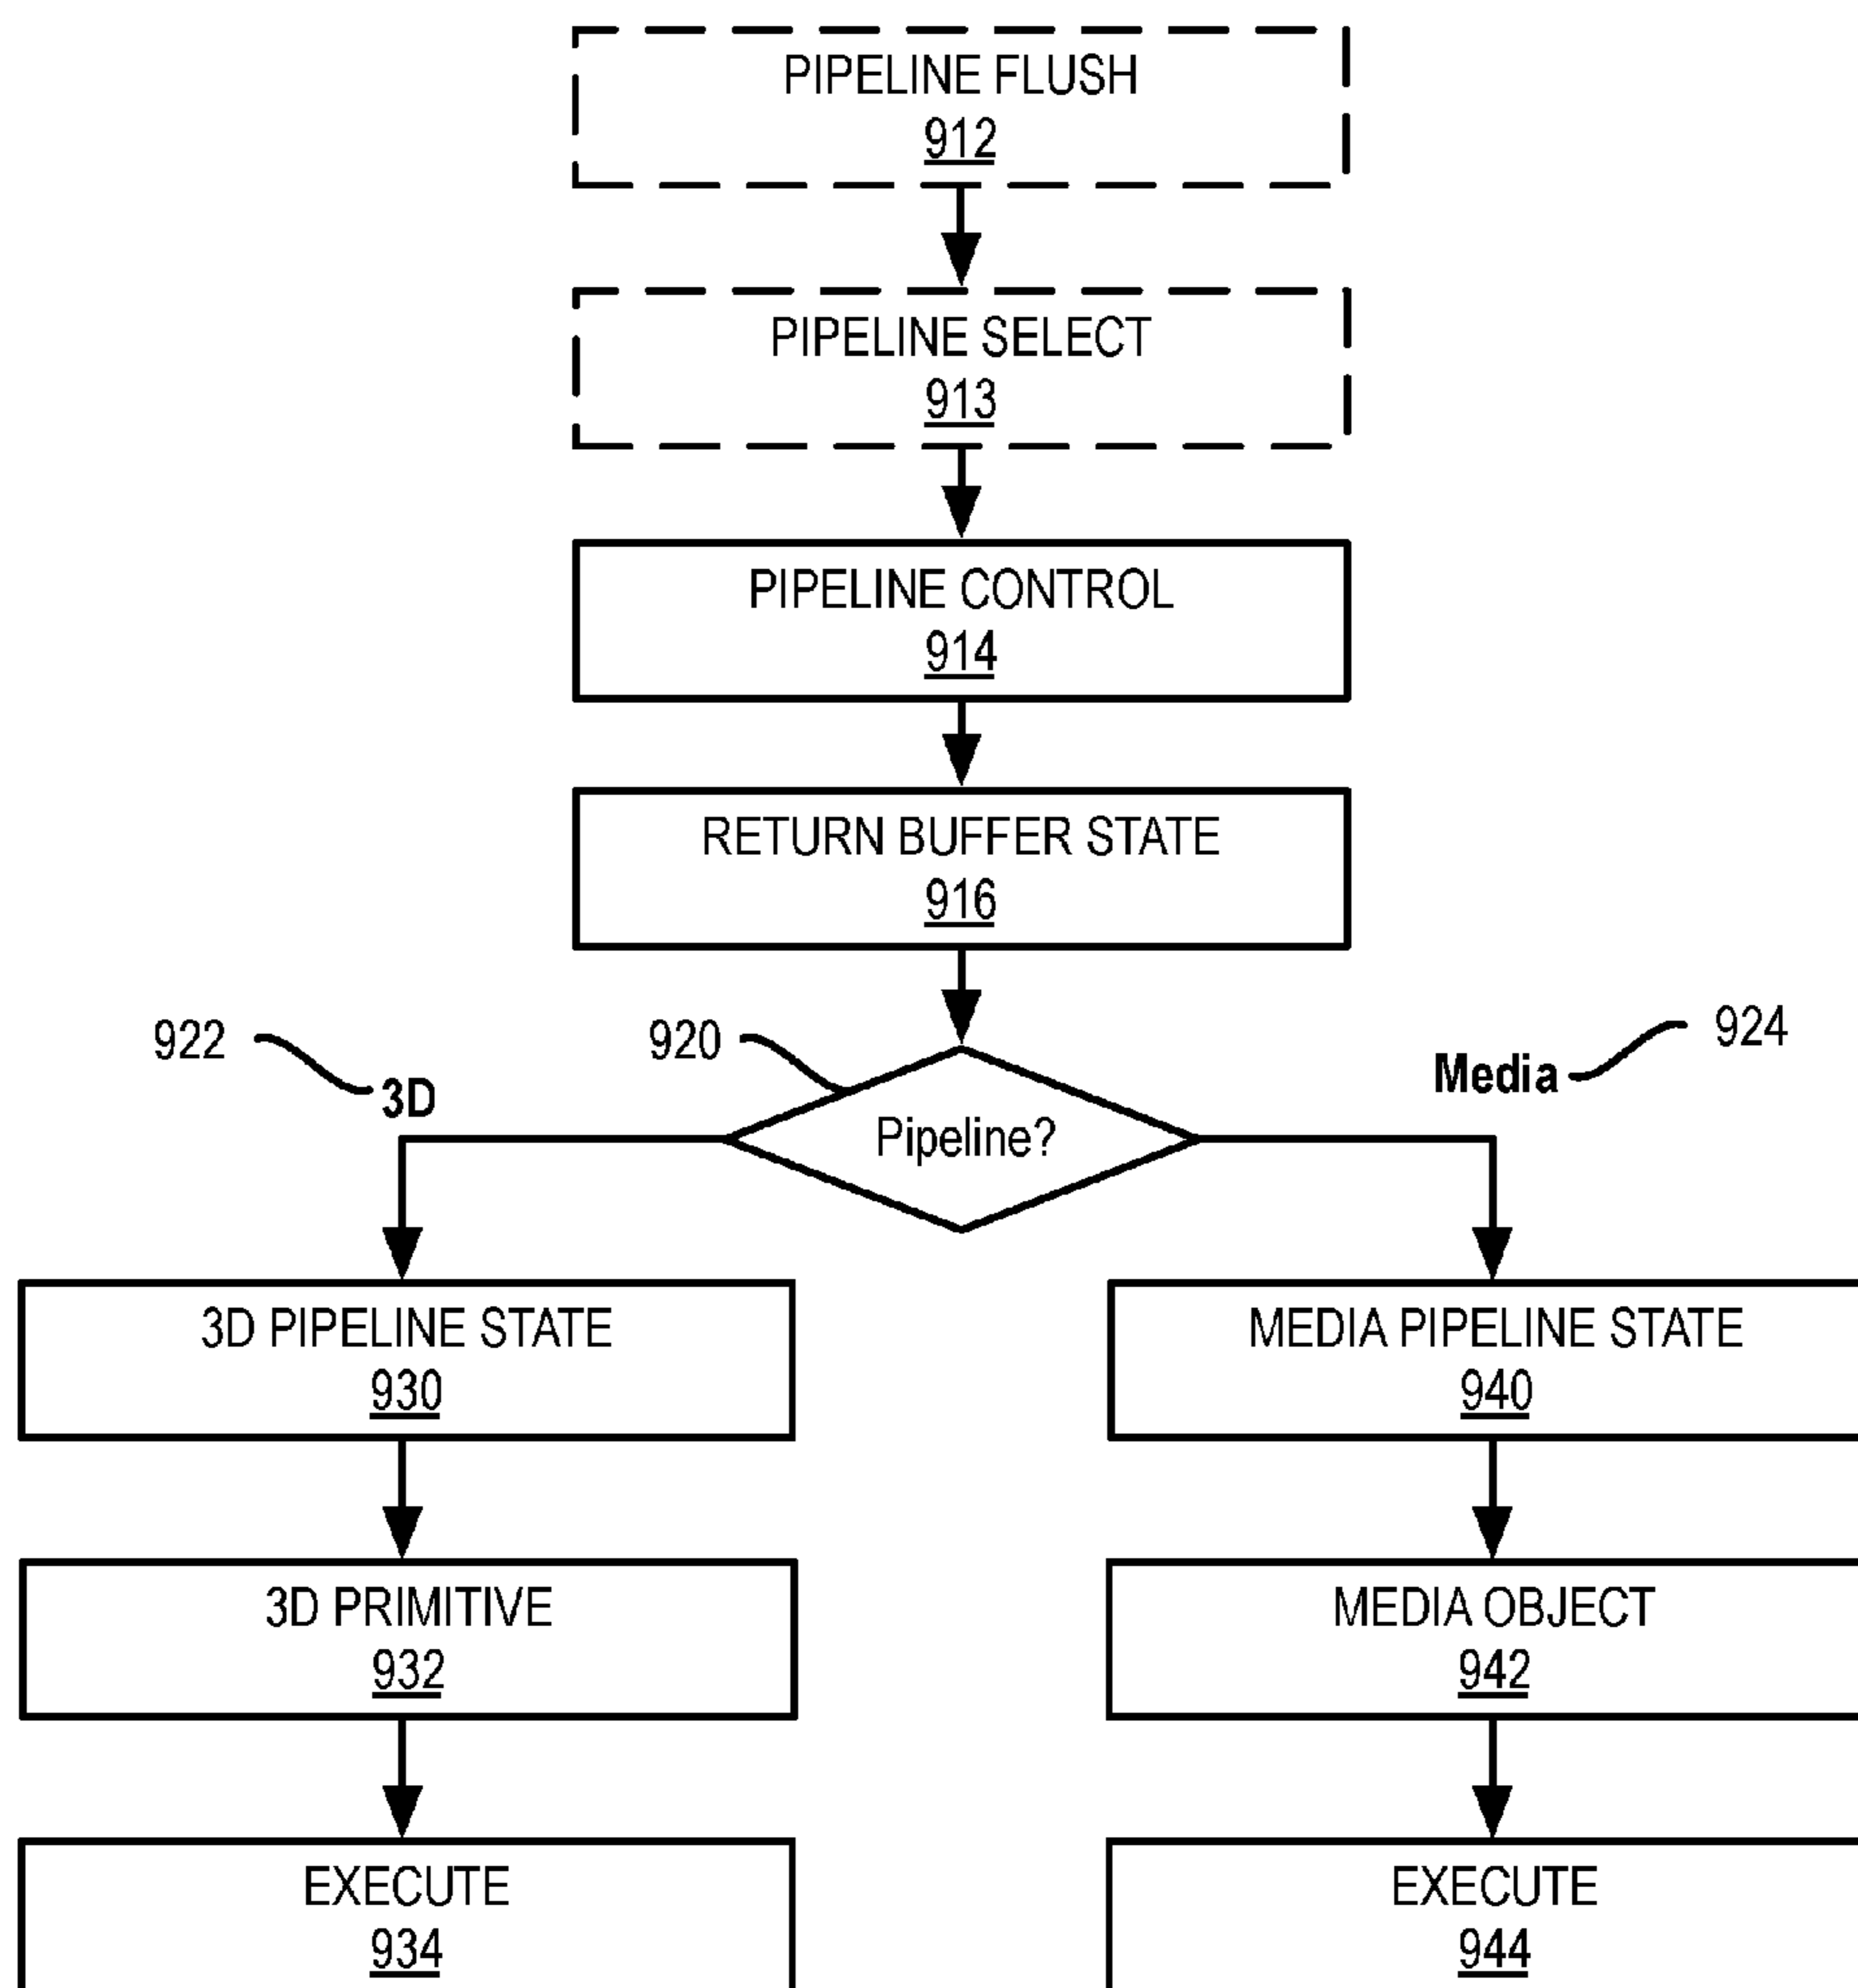 PIPELINE FLUSH
912
PIPELINE SELECT
913
PIPELINE CONTROL
914
RETURN BUFFER STATE
916
922
3D
920
Pipeline?
Media
924
3D PIPELINE STATE
930
MEDIA PIPELINE STATE
940
3D PRIMITIVE
932
MEDIA OBJECT
942
EXECUTE
934
EXECUTE
944